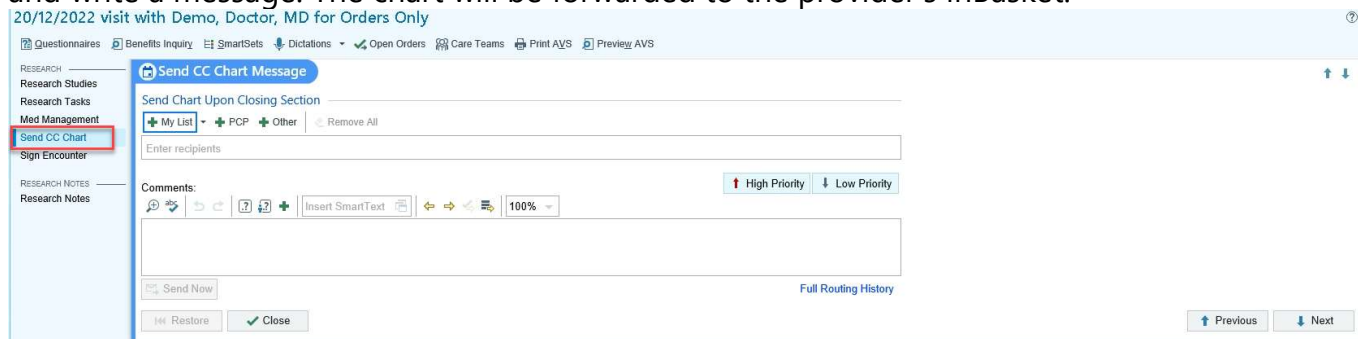 and write a message. The chart will be forwarded to the provider's InBasket.
20/12/2022 visit with Demo, Doctor, MD for Orders Only
Questionnaires Benefits Inquiry SmartSets Dictations Open Orders Care Teams Print AVS Preview AVS
RESEARCH
Research Studies
Research Tasks
Med Management
Send CC Chart
Sign Encounter
RESEARCH NOTES
Research Notes
Send CC Chart Message
Send Chart Upon Closing Section
My List PCP Other Remove All
Enter recipients
Comments:
High Priority Low Priority
abc Insert SmartText 100%
Send Now Full Routing History
Restore Close
Previous Next